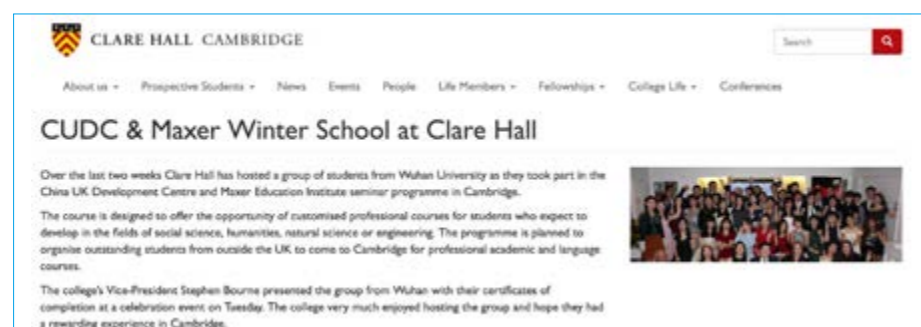 CLARE HALL CAMBRIDGE
Search
About us Prospective Students News Events People Life Members Fellowships College Life Conferences
CUDC & Maxer Winter School at Clare Hall
Over the last two weeks Clare Hall has hosted a group of students from Wuhan University as they took part in the
China UK Development Centre and Maxer Education Institute seminar programme in Cambridge.
The course is designed to offer the opportunity of customised professional courses for students who expect to
develop in the fields of social science, humanities, natural science or engineering. The programme is planned to
organise outstanding students from outside the UK to come to Cambridge for professional academic and language
courses.
The college's Vice-President Stephen Bourne presented the group from Wuhan with their certificates of
completion at a celebration event on Tuesday. The college very much enjoyed hosting the group and hope they had
a rewarding experience in Cambridge.